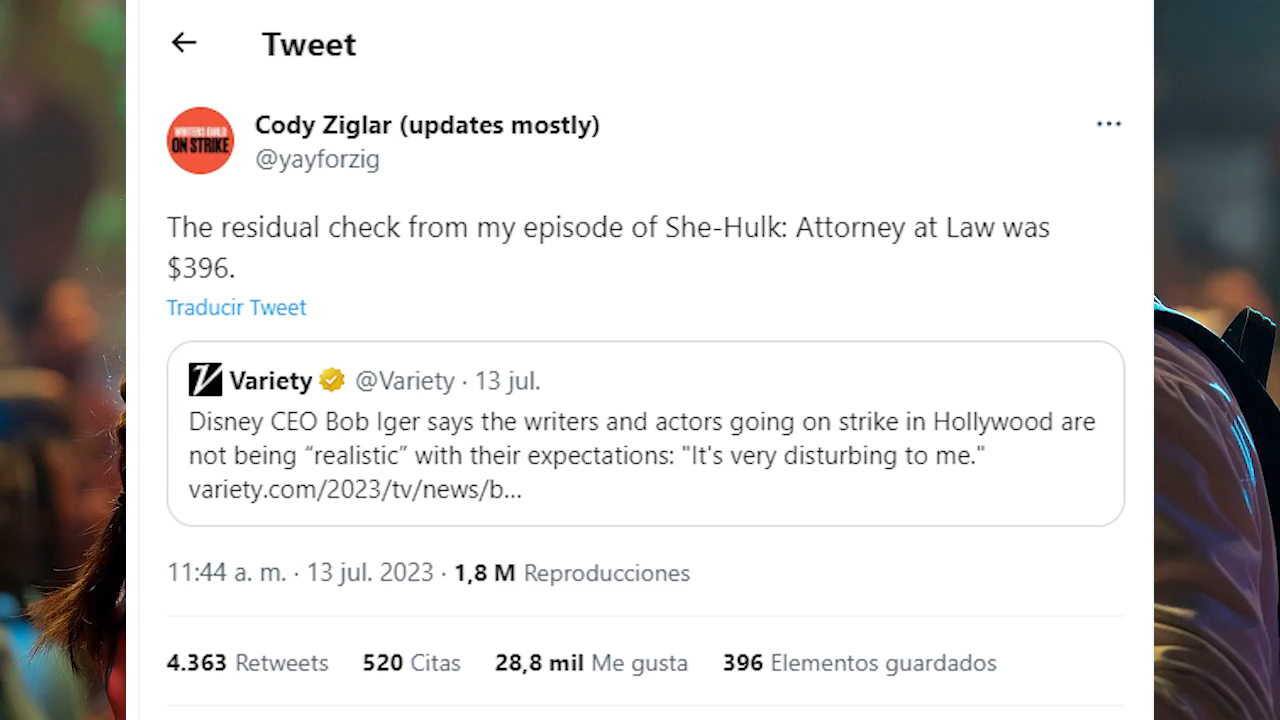 Tweet
WRITERS GUILD
ON STRIKE
Cody Ziglar (updates mostly)
@yayforzig
The residual check from my episode of She-Hulk: Attorney at Law was
$396.
Traducir Tweet
Variety @Variety · 13 jul.
Disney CEO Bob Iger says the writers and actors going on strike in Hollywood are
not being “realistic” with their expectations: "It's very disturbing to me."
variety.com/2023/tv/news/b...
11:44 a. m. · 13 jul. 2023 · 1,8 M Reproducciones
4.363 Retweets 520 Citas 28,8 mil Me gusta 396 Elementos guardados